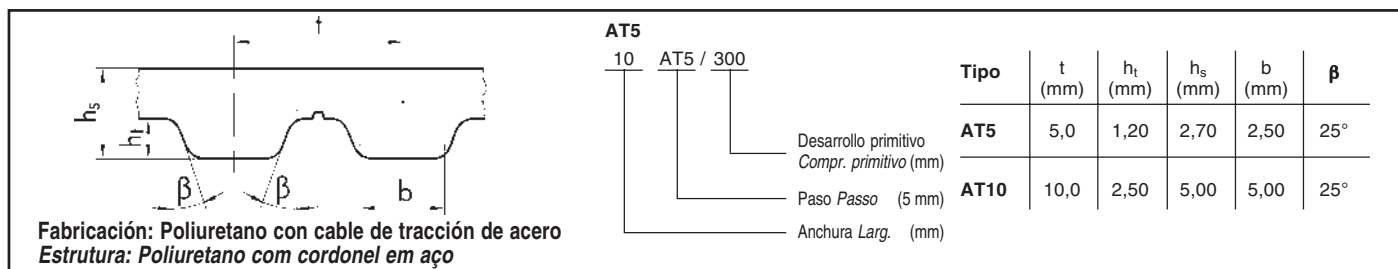 t
h5
ht
β
β
b
Fabricación: Poliuretano con cable de tracción de acero
Estrutura: Poliuretano com cordonel em aço
AT5
10 AT5 / 300
Desarrollo primitivo
Compr. primitivo (mm)
Paso Passo (5 mm)
Anchura Larg. (mm)
Tipo t (mm) ht (mm) hs (mm) b (mm) β
AT5 5,0 1,20 2,70 2,50 25°
AT10 10,0 2,50 5,00 5,00 25°